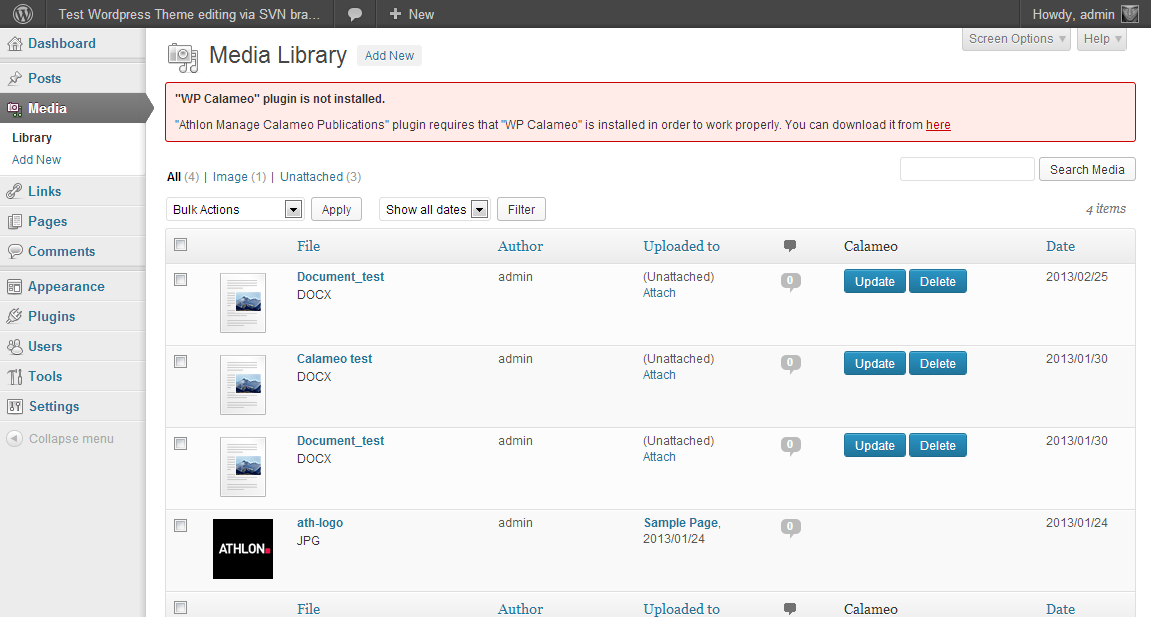 Test Wordpress Theme editing via SVN bra...
New
Howdy, admin
Dashboard
Posts
Media
Library
Add New
Links
Pages
Comments
Appearance
Plugins
Users
Tools
Settings
Collapse menu
Screen Options
Help
Media Library
Add New
"WP Calameo" plugin is not installed.
"Athlon Manage Calameo Publications" plugin requires that "WP Calameo" is installed in order to work properly. You can download it from here
All (4) | Image (1) | Unattached (3)
Search Media
Bulk Actions
Apply
Show all dates
Filter
4 items
File Author Uploaded to Calameo Date
Document_test admin (Unattached) 0 Update Delete 2013/02/25
DOCX Attach
Calameo test admin (Unattached) 0 Update Delete 2013/01/30
DOCX Attach
Document_test admin (Unattached) 0 Update Delete 2013/01/30
DOCX Attach
ath-logo admin Sample Page, 0 2013/01/24
JPG 2013/01/24
ATHLON
File Author Uploaded to Calameo Date